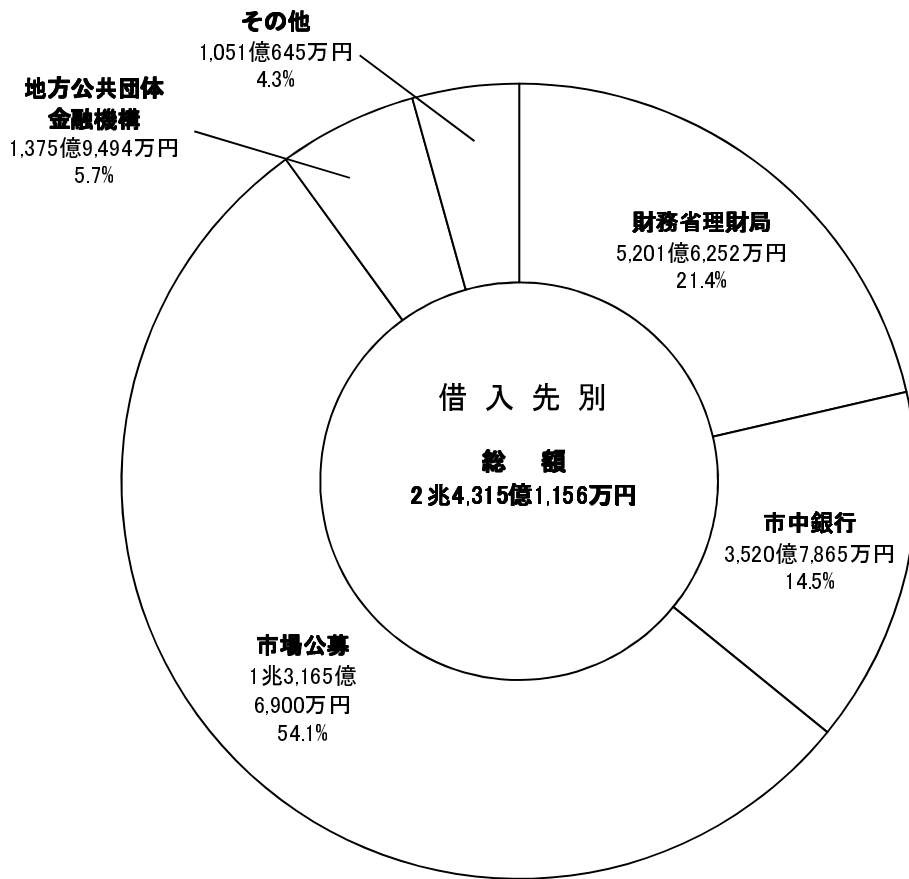 その他
1,051億645万円
4.3%
地方公共団体
金融機構
1,375億9,494万円
5.7%
財務省理財局
5,201億6,252万円
21.4%
借入先別
総額
2兆4,315億1,156万円
市中銀行
3,520億7,865万円
14.5%
市場公募
1兆3,165億
6,900万円
54.1%